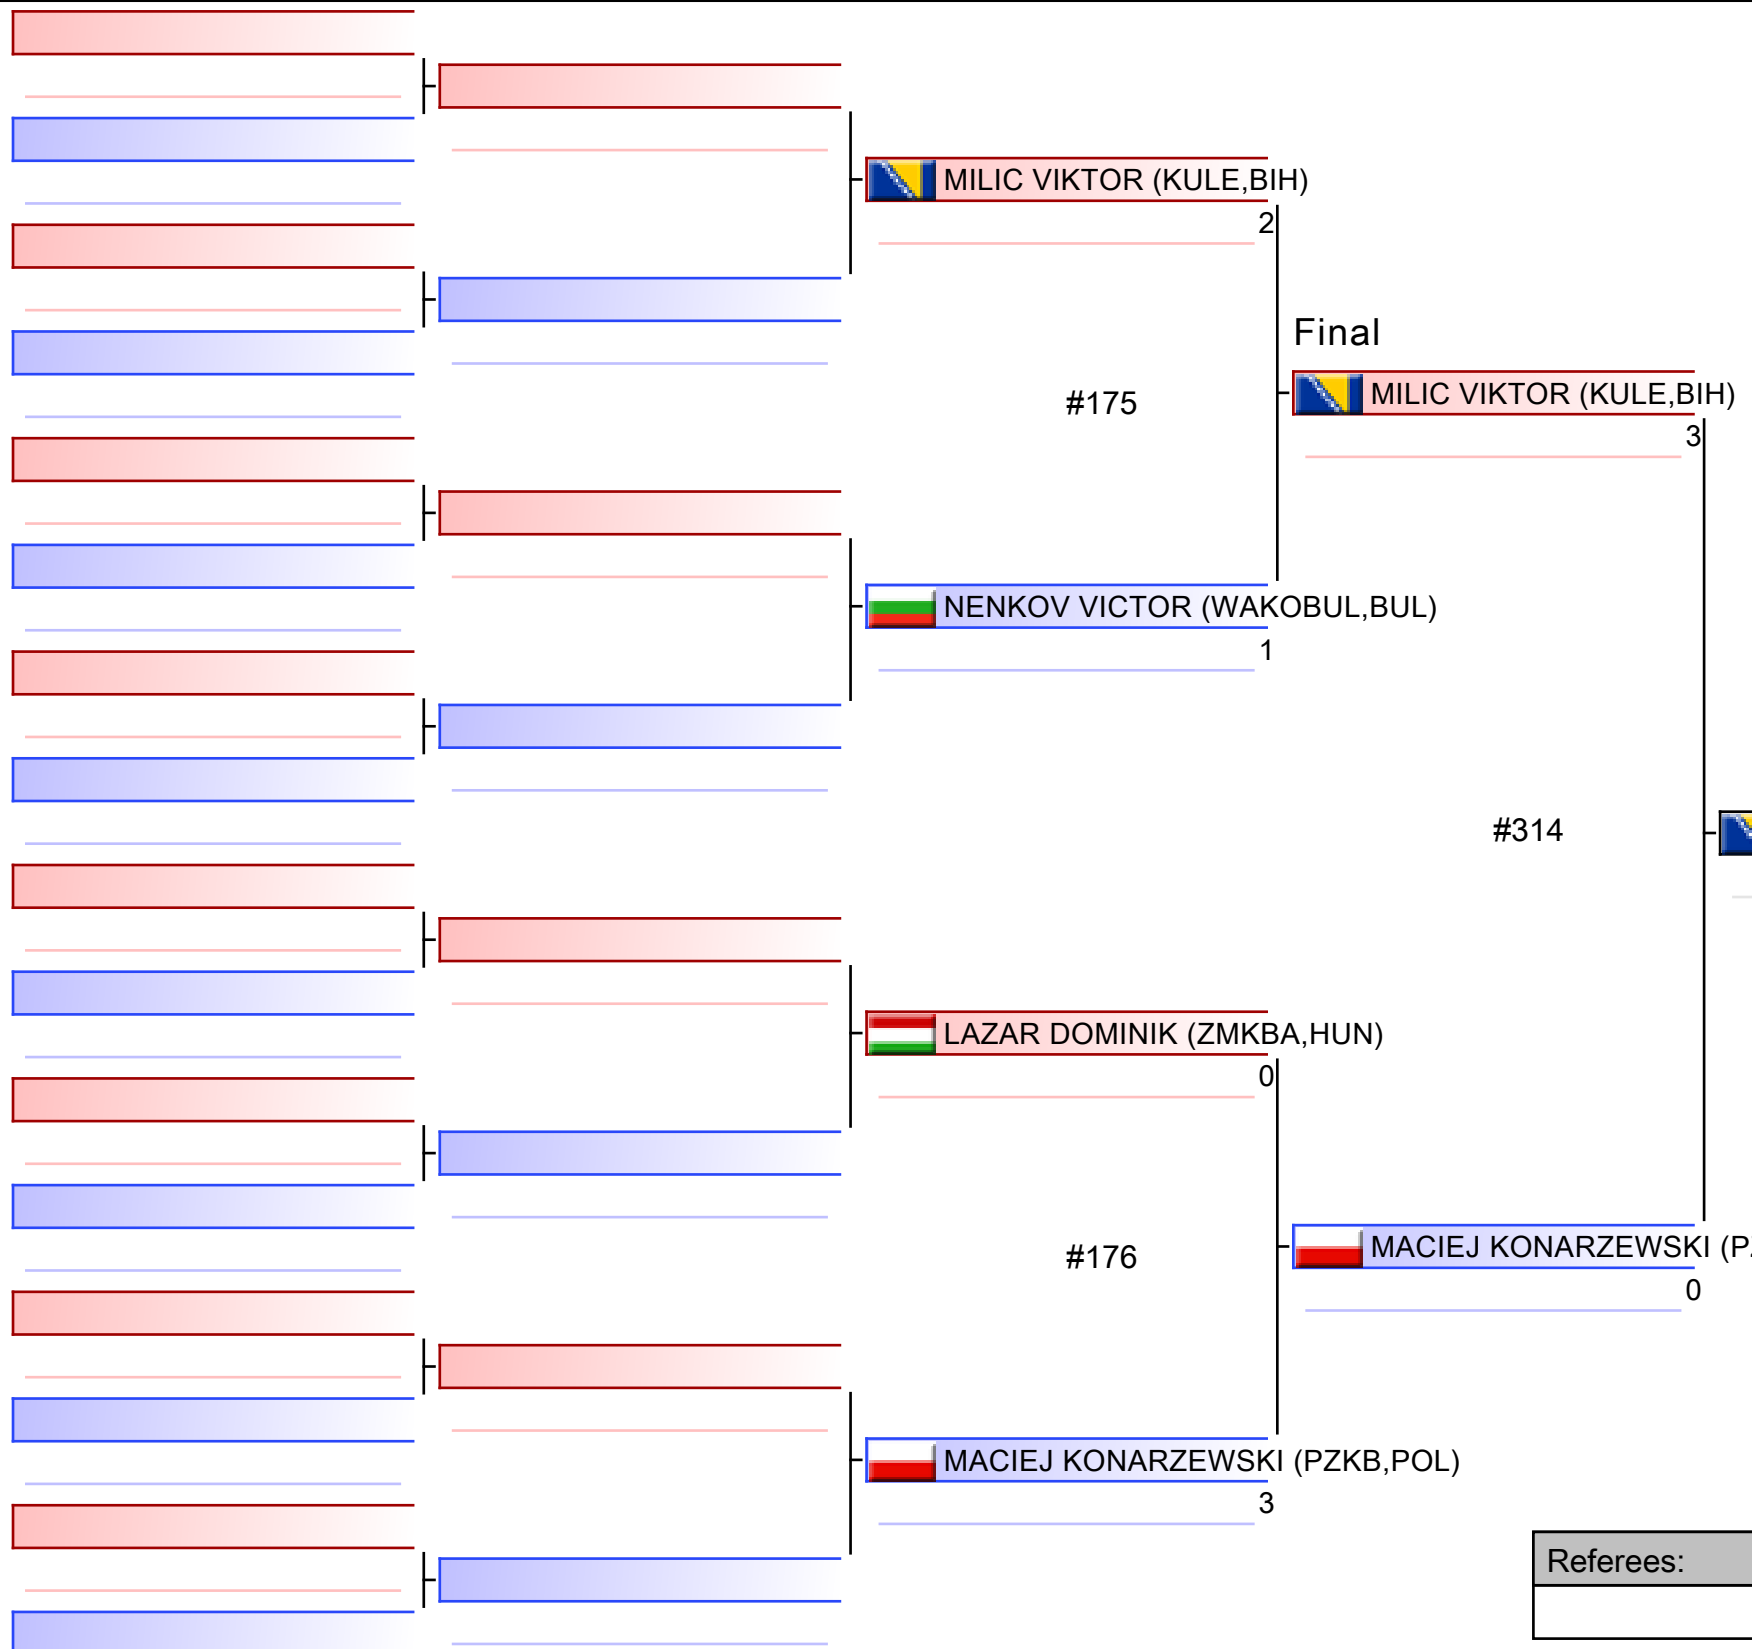 MILIC VIKTOR (KULE,BIH)
2
Final
#175
MILIC VIKTOR (KULE,BIH)
3
NENKOV VICTOR (WAKOBUL,BUL)
1
#314
LAZAR DOMINIK (ZMKBA,HUN)
0
#176
MACIEJ KONARZEWSKI (P
0
MACIEJ KONARZEWSKI (PZKB,POL)
3
Referees: